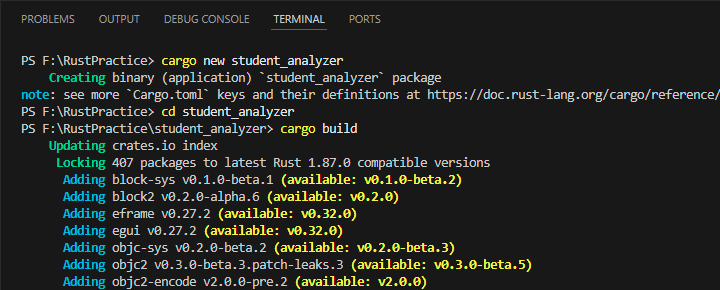 PROBLEMS OUTPUT DEBUG CONSOLE TERMINAL PORTS
PS F:\RustPractice> cargo new student_analyzer
    Creating binary (application) `student_analyzer` package
note: see more `Cargo.toml` keys and their definitions at https://doc.rust-lang.org/cargo/reference/
PS F:\RustPractice> cd student_analyzer
PS F:\RustPractice\student_analyzer> cargo build
    Updating crates.io index
     Locking 407 packages to latest Rust 1.87.0 compatible versions
      Adding block-sys v0.1.0-beta.1 (available: v0.1.0-beta.2)
      Adding block2 v0.2.0-alpha.6 (available: v0.2.0)
      Adding eframe v0.27.2 (available: v0.32.0)
      Adding egui v0.27.2 (available: v0.32.0)
      Adding objc-sys v0.2.0-beta.2 (available: v0.2.0-beta.3)
      Adding objc2 v0.3.0-beta.3.patch-leaks.3 (available: v0.3.0-beta.5)
      Adding objc2-encode v2.0.0-pre.2 (available: v2.0.0)